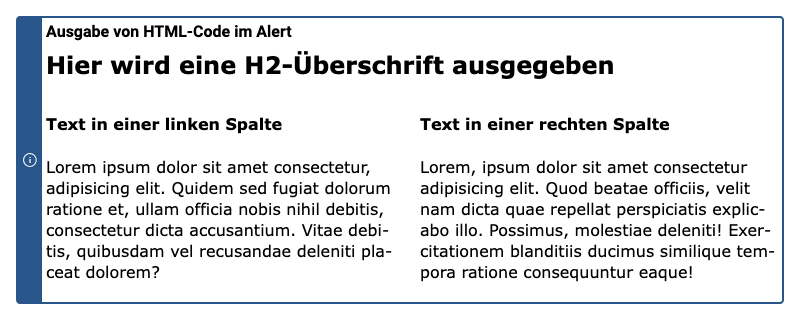 Ausgabe von HTML-Code im Alert
Hier wird eine H2-Überschrift ausgegeben
Text in einer linken Spalte
Lorem ipsum dolor sit amet consectetur,
adipisicing elit. Quidem sed fugiat dolorum
ratione et, ullam officia nobis nihil debitis,
consectetur dicta accusantium. Vitae debi-
tis, quibusdam vel recusandae deleniti pla-
ceat dolorem?
Text in einer rechten Spalte
Lorem, ipsum dolor sit amet consectetur
adipisicing elit. Quod beatae officiis, velit
nam dicta quae repellat perspiciatis explic-
abo illo. Possimus, molestiae deleniti! Exer-
citationem blanditiis ducimus similique tem-
pora ratione consequuntur eaque!